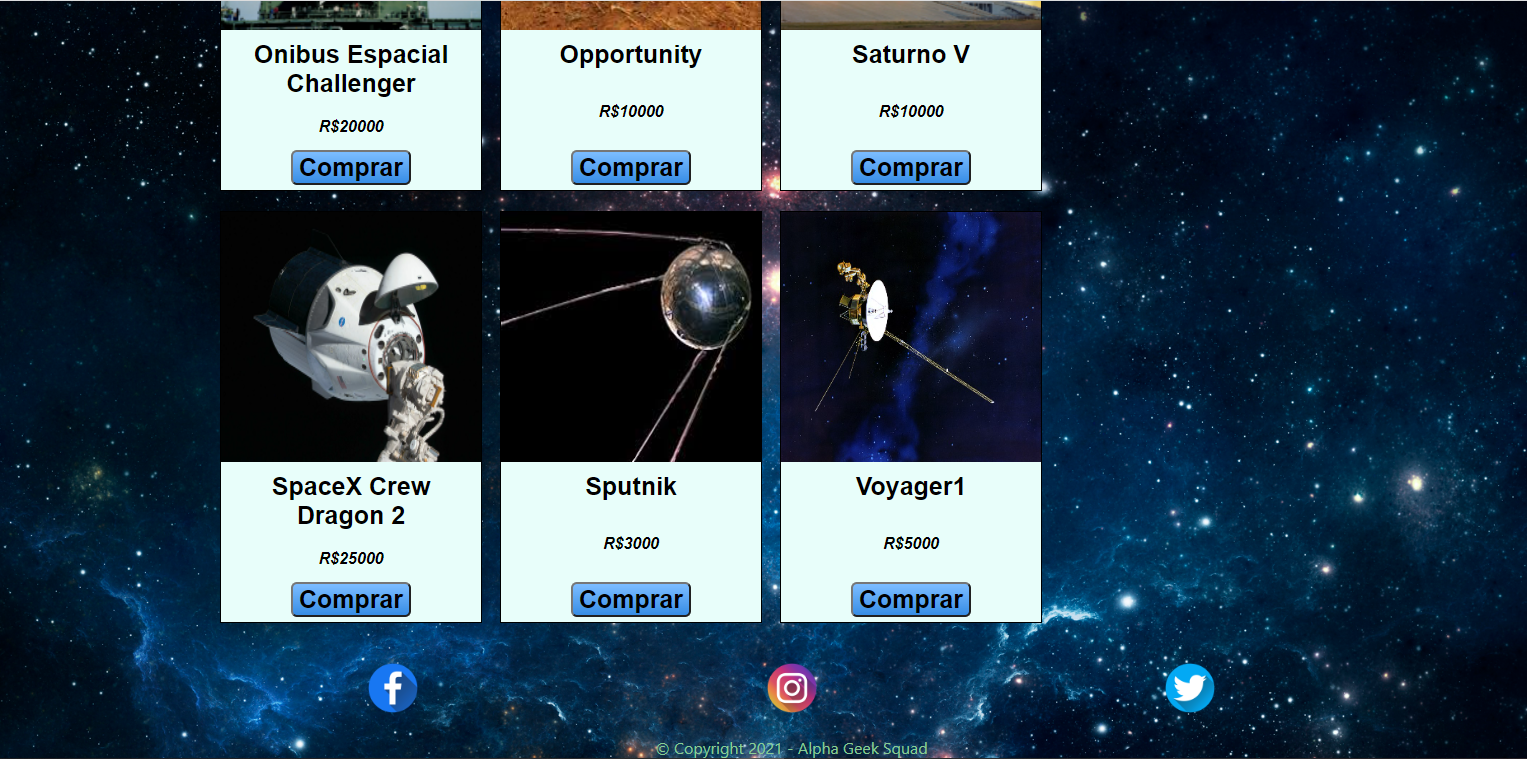 Onibus Espacial
Challenger
R$20000
Comprar
Opportunity
R$10000
Comprar
Saturno V
R$10000
Comprar
SpaceX Crew
Dragon 2
R$25000
Comprar
Sputnik
R$3000
Comprar
Voyager1
R$5000
Comprar
© Copyright 2021 - Alpha Geek Squad